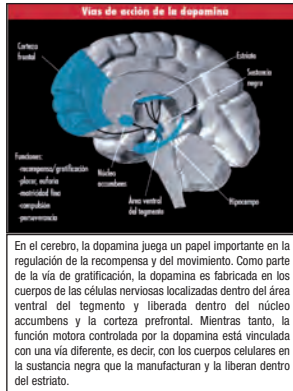 Vías de acción de la dopamina
Corteza
frontal
Estriato
Sustancia
negra
Funciones:
-recompensa/gratificación
-placer, euforia
-motricidad fina
-compulsión
-perseverancia
Núcleo
accumbens
Área ventral
del tegmento
Hipocampo
En el cerebro, la dopamina juega un papel importante en la
regulación de la recompensa y del movimiento. Como parte
de la vía de gratificación, la dopamina es fabricada en los
cuerpos de las células nerviosas localizadas dentro del área
ventral del tegmento y liberada dentro del núcleo
accumbens y la corteza prefrontal. Mientras tanto, la
función motora controlada por la dopamina está vinculada
con una vía diferente, es decir, con los cuerpos celulares en
la sustancia negra que la manufacturan y la liberan dentro
del estriato.